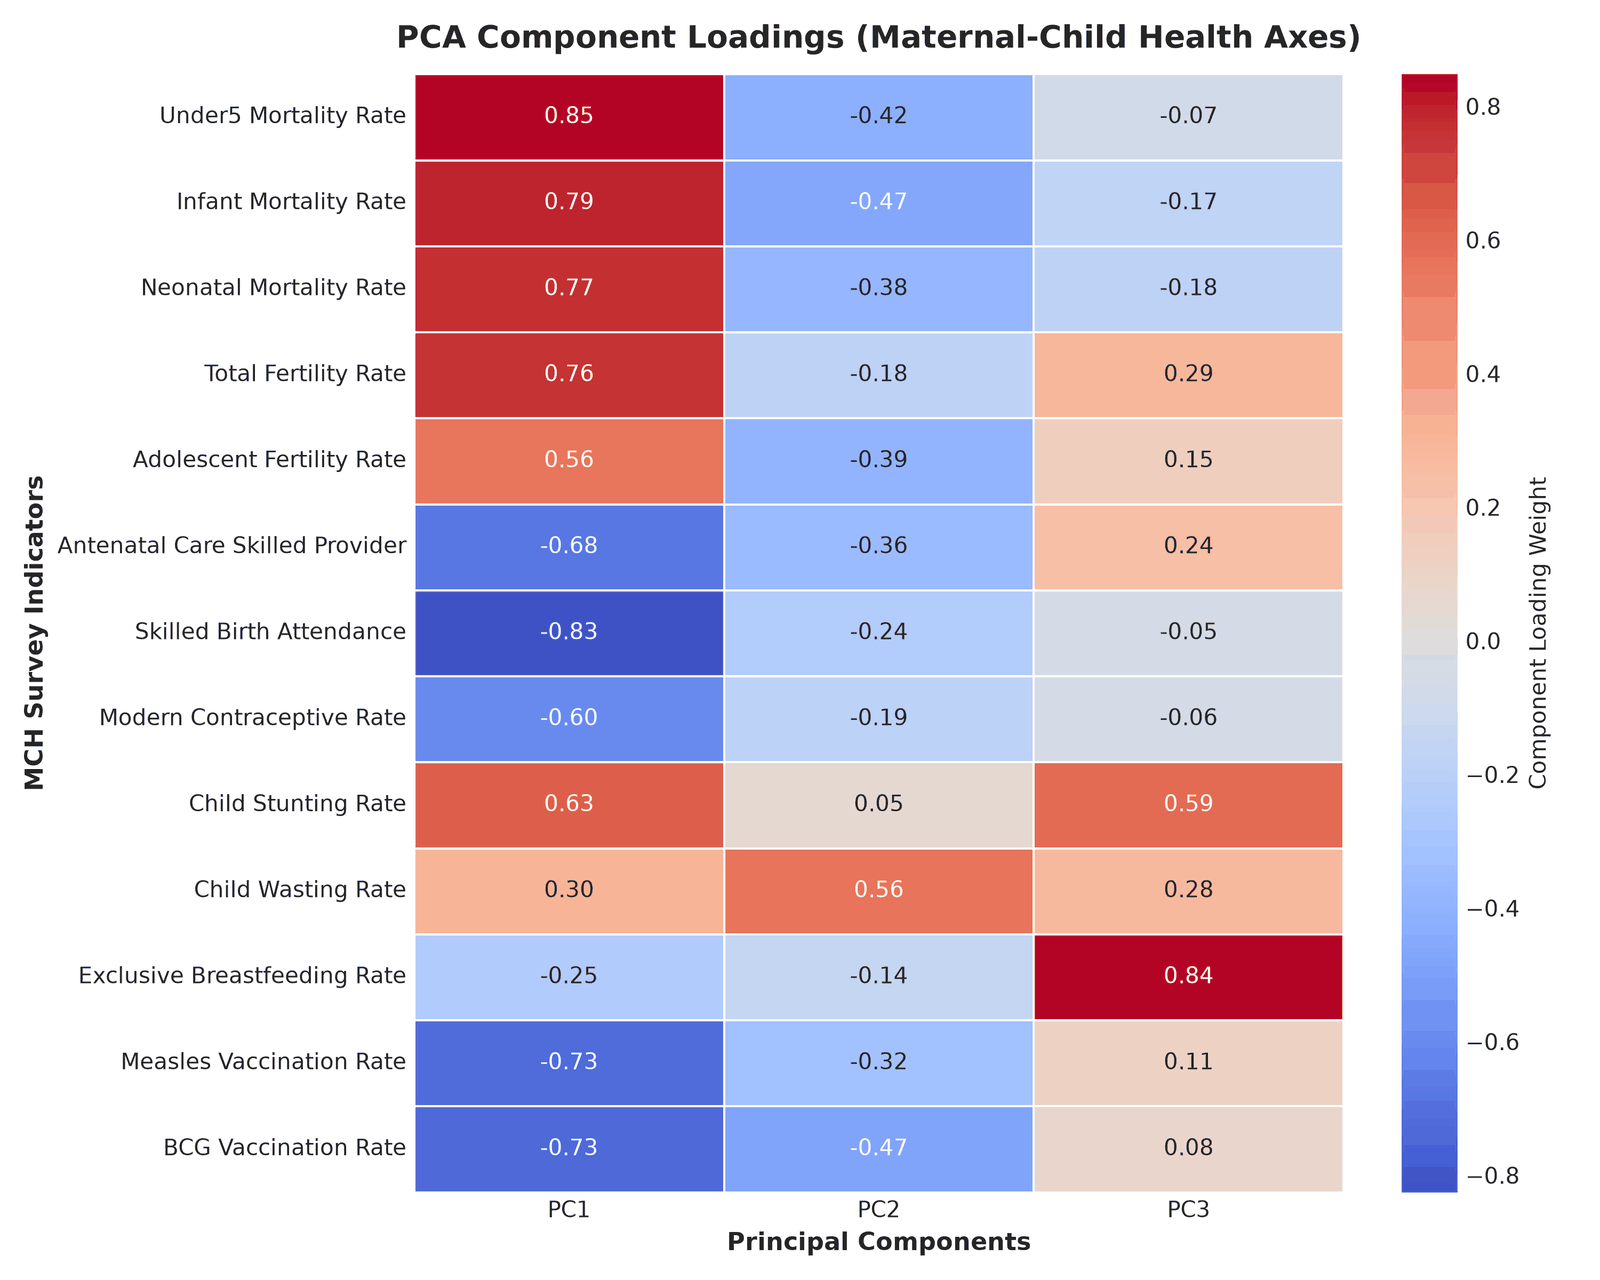 PCA Component Loadings (Maternal-Child Health Axes)
MCH Survey Indicators
Under5 Mortality Rate 0.85 -0.42 -0.07
Infant Mortality Rate 0.79 -0.47 -0.17
Neonatal Mortality Rate 0.77 -0.38 -0.18
Total Fertility Rate 0.76 -0.18 0.29
Adolescent Fertility Rate 0.56 -0.39 0.15
Antenatal Care Skilled Provider -0.68 -0.36 0.24
Skilled Birth Attendance -0.83 -0.24 -0.05
Modern Contraceptive Rate -0.60 -0.19 -0.06
Child Stunting Rate 0.63 0.05 0.59
Child Wasting Rate 0.30 0.56 0.28
Exclusive Breastfeeding Rate -0.25 -0.14 0.84
Measles Vaccination Rate -0.73 -0.32 0.11
BCG Vaccination Rate -0.73 -0.47 0.08
PC1 PC2 PC3
Principal Components
0.8
0.6
0.4
0.2
0.0
−0.2
−0.4
−0.6
−0.8
Component Loading Weight